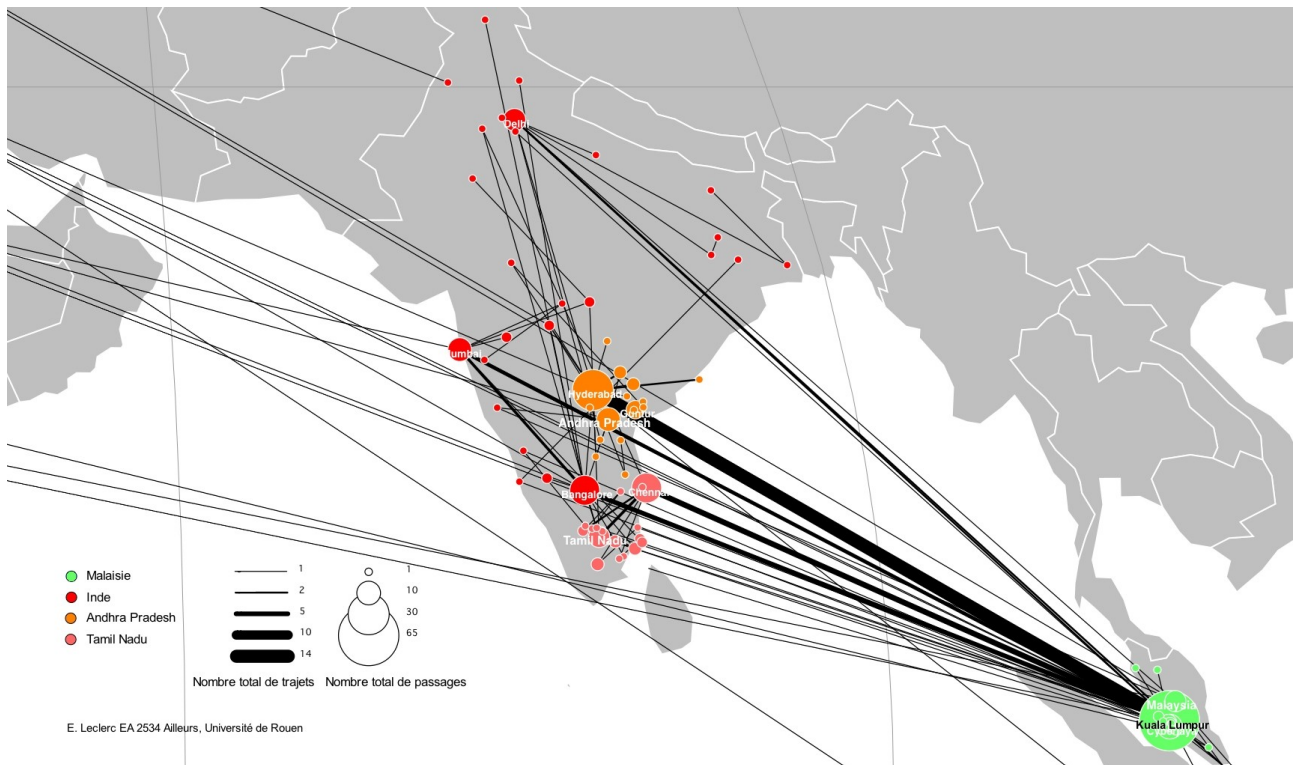 Delhi
Hyderabad
Guntur
Andhra Pradesh
Bangalore
Chennai
Tamil Nadu
Malaysia
Kuala Lumpur
Malaisie
Inde
Andhra Pradesh
Tamil Nadu
1
2
5
10
14
1
10
30
65
Nombre total de trajets
Nombre total de passages
E. Leclerc EA 2534 Ailleurs, Université de Rouen